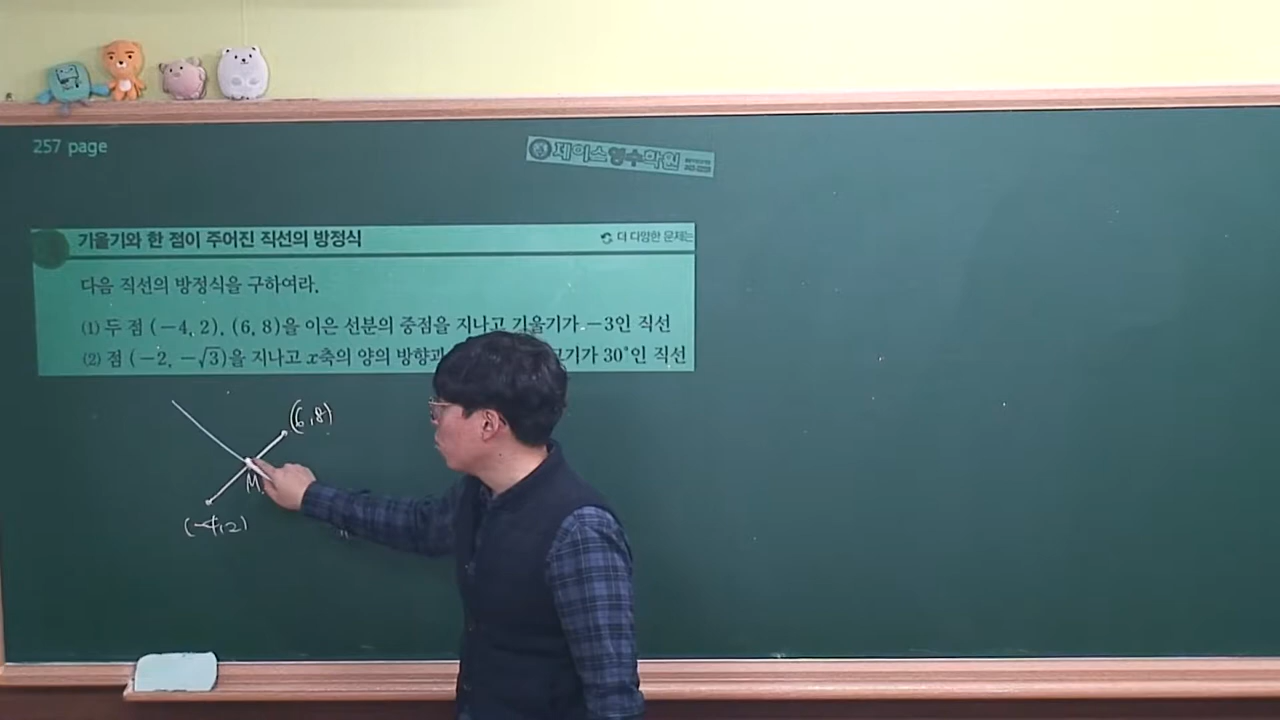 257 page
제이스영수학원
기울기와 한 점이 주어진 직선의 방정식
더 다양한 문제는
다음 직선의 방정식을 구하여라.
(1) 두 점 (−4, 2), (6, 8)을 이은 선분의 중점을 지나고 기울기가 −3인 직선
(2) 점 (−2, −√3)을 지나고 x축의 양의 방향과 크기가 30°인 직선
(6,8)
M
(-4,2)